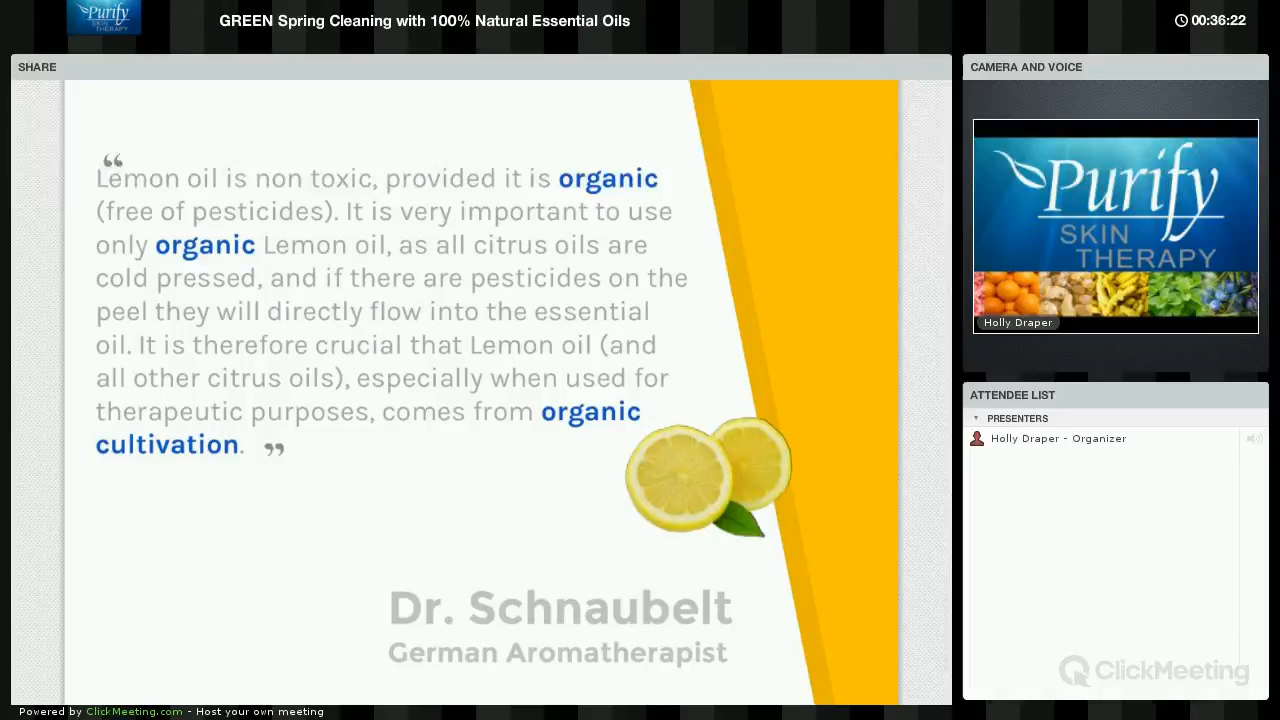 Purify
SKIN
THERAPY
GREEN Spring Cleaning with 100% Natural Essential Oils
00:36:22
SHARE
“
Lemon oil is non toxic, provided it is organic
(free of pesticides). It is very important to use
only organic Lemon oil, as all citrus oils are
cold pressed, and if there are pesticides on the
peel they will directly flow into the essential
oil. It is therefore crucial that Lemon oil (and
all other citrus oils), especially when used for
therapeutic purposes, comes from organic
cultivation. ”
Dr. Schnaubelt
German Aromatherapist
CAMERA AND VOICE
Purify
SKIN
THERAPY
Holly Draper
ATTENDEE LIST
PRESENTERS
Holly Draper - Organizer
ClickMeeting
Powered by ClickMeeting.com - Host your own meeting